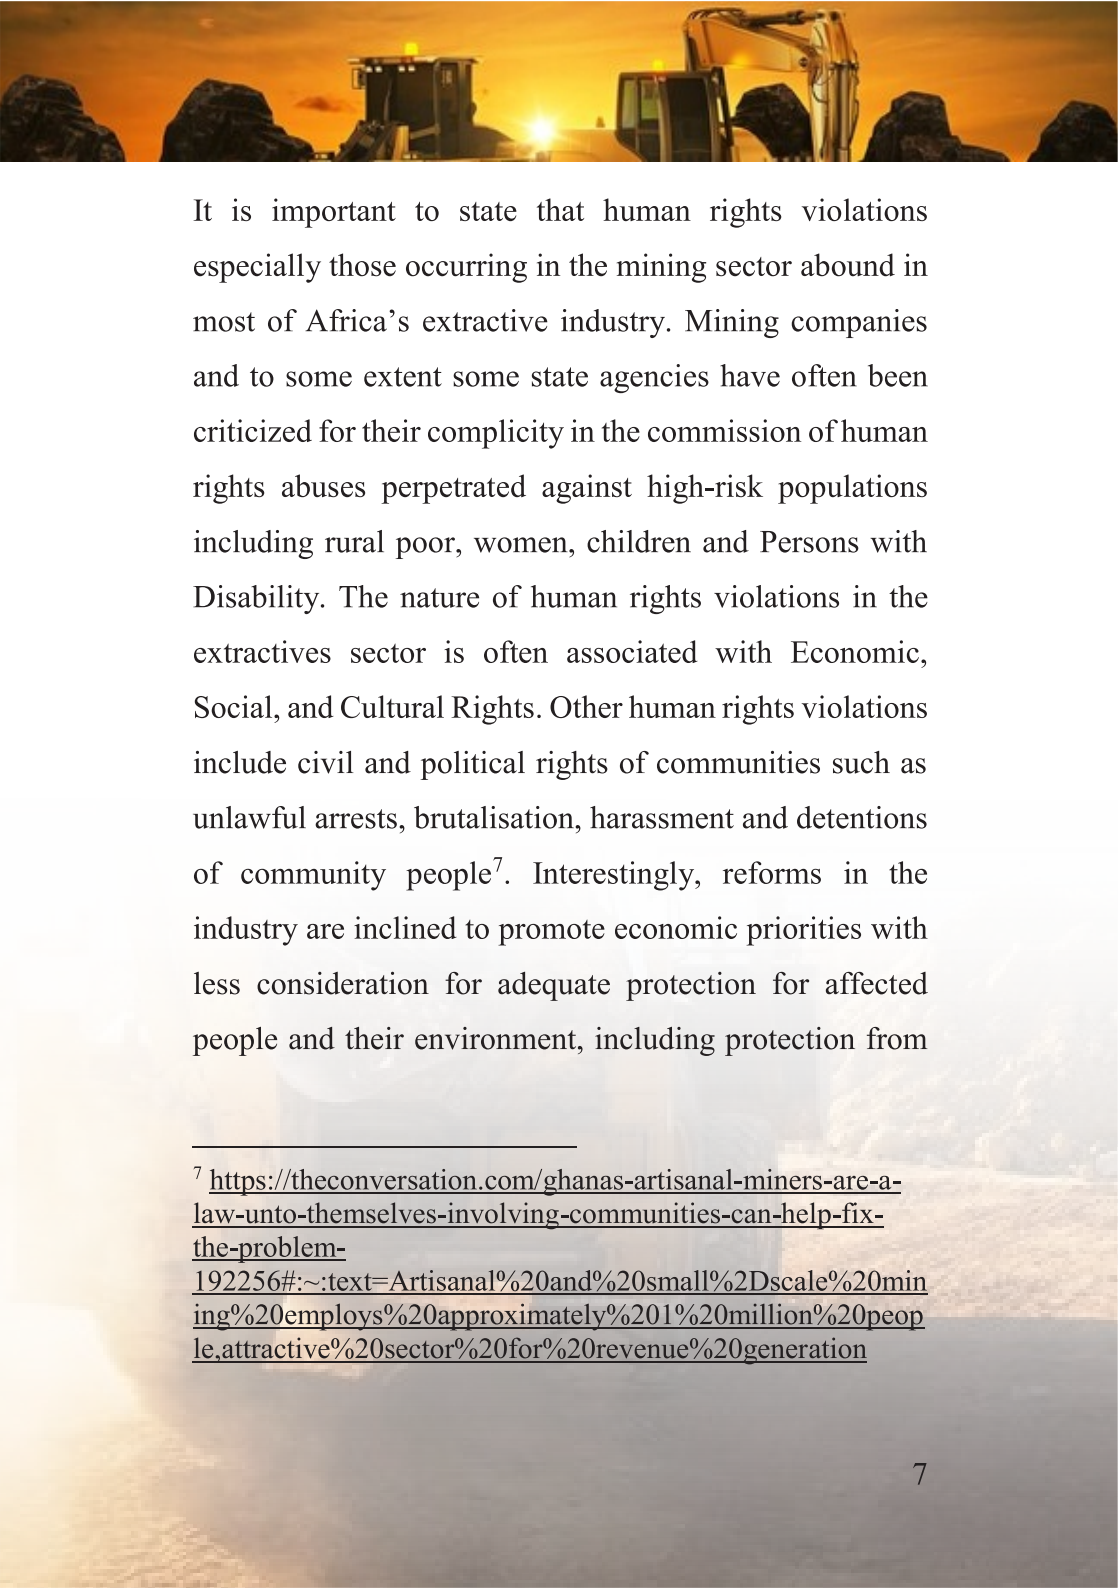 It is important to state that human rights violations
especially those occurring in the mining sector abound in
most of Africa’s extractive industry. Mining companies
and to some extent some state agencies have often been
criticized for their complicity in the commission of human
rights abuses perpetrated against high-risk populations
including rural poor, women, children and Persons with
Disability. The nature of human rights violations in the
extractives sector is often associated with Economic,
Social, and Cultural Rights. Other human rights violations
include civil and political rights of communities such as
unlawful arrests, brutalisation, harassment and detentions
of community people7. Interestingly, reforms in the
industry are inclined to promote economic priorities with
less consideration for adequate protection for affected
people and their environment, including protection from
7 https://theconversation.com/ghanas-artisanal-miners-are-a-
law-unto-themselves-involving-communities-can-help-fix-
the-problem-
192256#:~:text=Artisanal%20and%20small%2Dscale%20min
ing%20employs%20approximately%201%20million%20peop
le,attractive%20sector%20for%20revenue%20generation
7